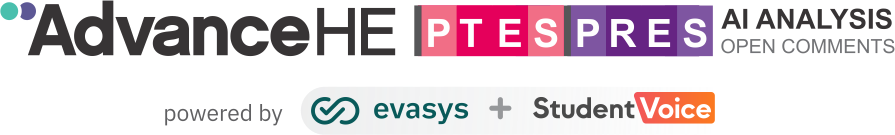 AdvanceHE PTES PRES AI ANALYSIS
OPEN COMMENTS
powered by evasys + StudentVoice